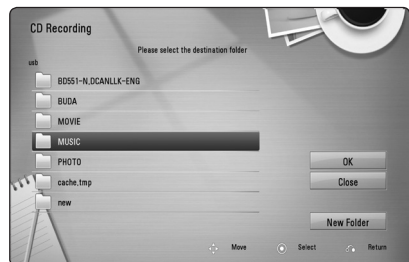 CD Recording
Please select the destination folder
usb
BD551-N,DCANLLK-ENG
BUDA
MOVIE
MUSIC
PHOTO
cache,tmp
new
OK
Close
New Folder
Move Select Return